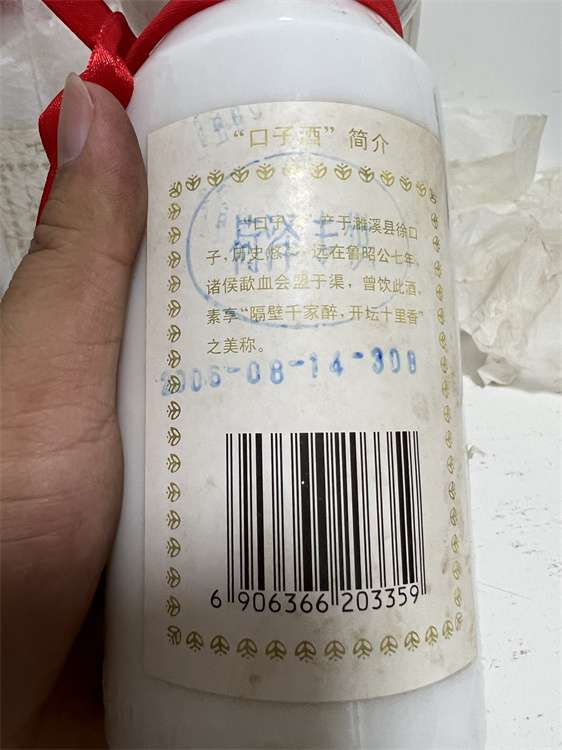 “口子酒”简介
“口子酒”产于濉溪县徐口
子，历史悠久，远在鲁昭公七年，
诸侯歃血会盟于渠，曾饮此酒，
素享“隔壁千家醉，开坛十里香”
之美称。
2006-08-14-308
6 906366 203359